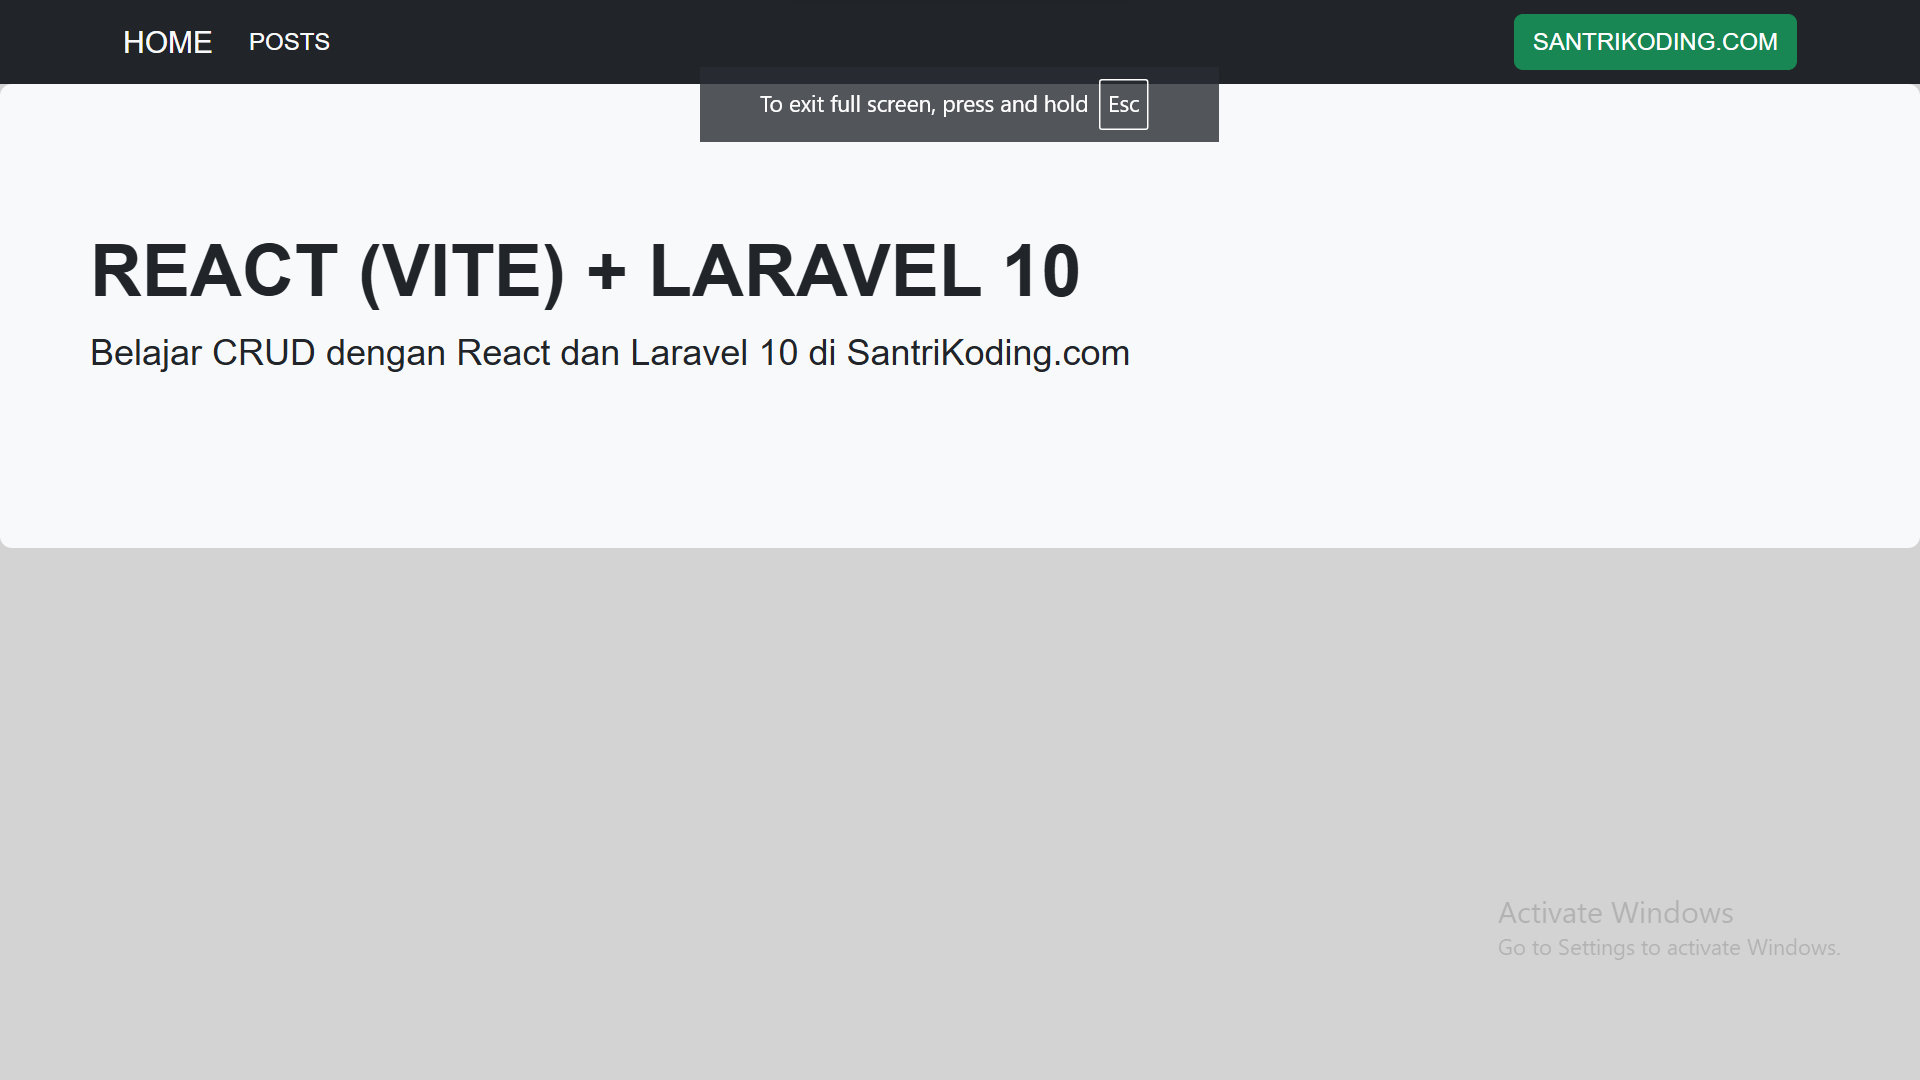 HOME POSTS SANTRIKODING.COM
To exit full screen, press and hold Esc
REACT (VITE) + LARAVEL 10
Belajar CRUD dengan React dan Laravel 10 di SantriKoding.com
Activate Windows
Go to Settings to activate Windows.